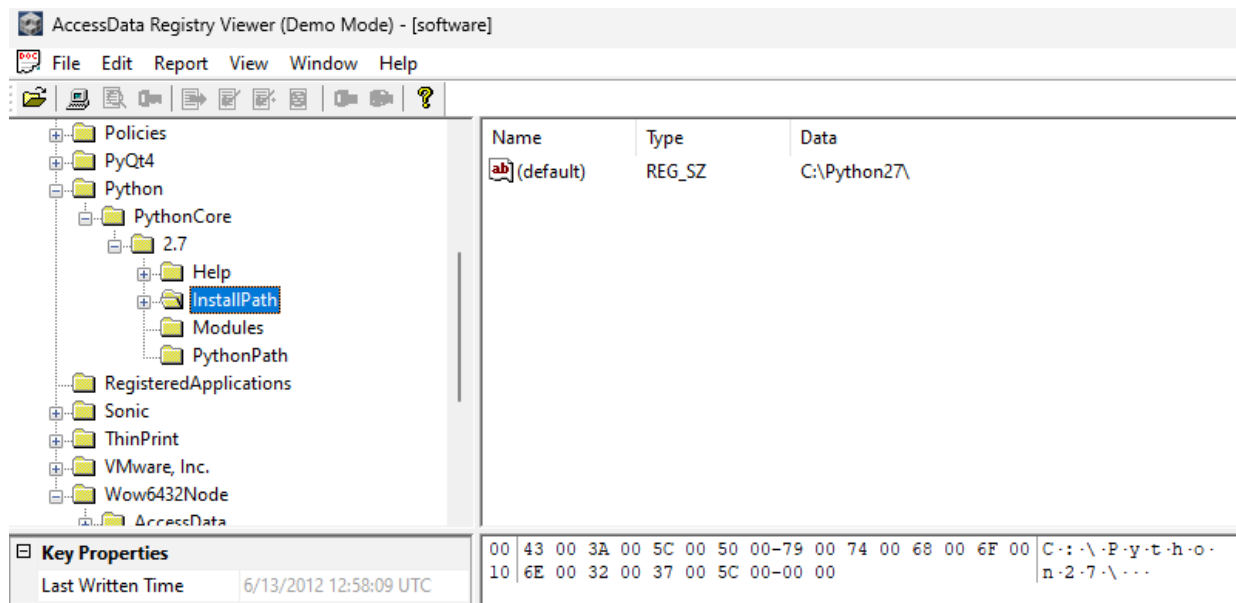 AccessData Registry Viewer (Demo Mode) - [software]
DOC
File Edit Report View Window Help
?
Policies
PyQt4
Python
PythonCore
2.7
Help
InstallPath
Modules
PythonPath
RegisteredApplications
Sonic
ThinPrint
VMware, Inc.
Wow6432Node
AccessData
Name Type Data
ab (default) REG_SZ C:\Python27\
Key Properties
Last Written Time 6/13/2012 12:58:09 UTC
00 43 00 3A 00 5C 00 50 00-79 00 74 00 68 00 6F 00 C·:·\·P·y·t·h·o·
10 6E 00 32 00 37 00 5C 00-00 00 n·2·7·\···